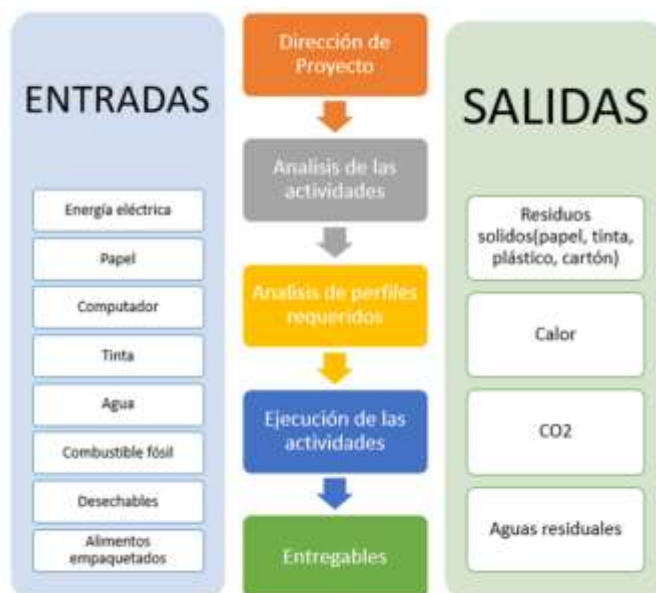 ENTRADAS
Energía eléctrica
Papel
Computador
Tinta
Agua
Combustible fósil
Desechables
Alimentos
empaquetados
Dirección de
Proyecto
Analisis de las
actividades
Analisis de perfiles
requeridos
Ejecución de las
actividades
Entregables
SALIDAS
Residuos
solidos(papel, tinta,
plástico, cartón)
Calor
CO2
Aguas residuales